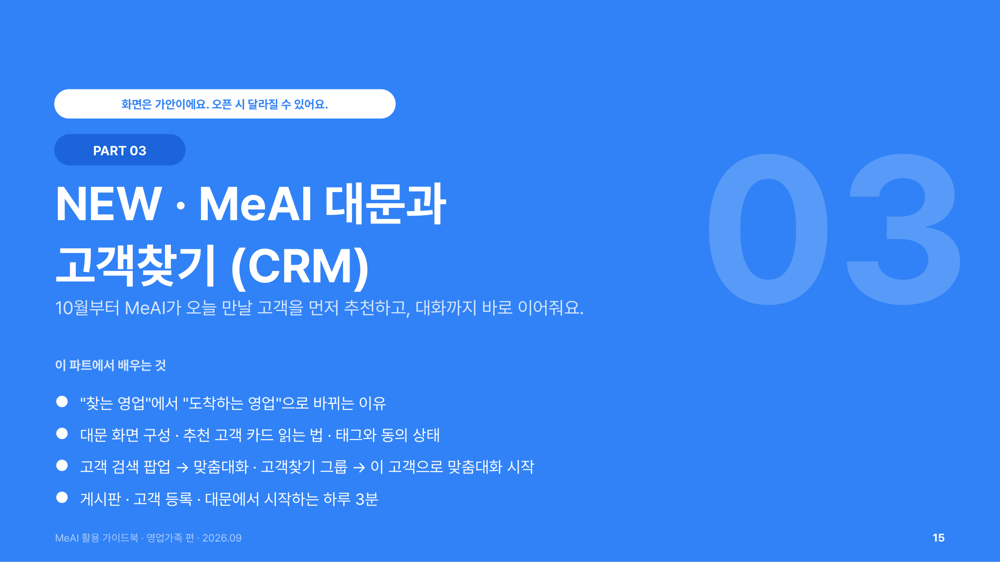 화면은 가안이에요. 오픈 시 달라질 수 있어요.
PART 03
NEW · MeAI 대문과
고객찾기 (CRM)
03
10월부터 MeAI가 오늘 만날 고객을 먼저 추천하고, 대화까지 바로 이어줘요.
이 파트에서 배우는 것
● "찾는 영업"에서 "도착하는 영업"으로 바뀌는 이유
● 대문 화면 구성 · 추천 고객 카드 읽는 법 · 태그와 동의 상태
● 고객 검색 팝업 → 맞춤대화 · 고객찾기 그룹 → 이 고객으로 맞춤대화 시작
● 게시판 · 고객 등록 · 대문에서 시작하는 하루 3분
MeAI 활용 가이드북 · 영업가족 편 · 2026.09
15